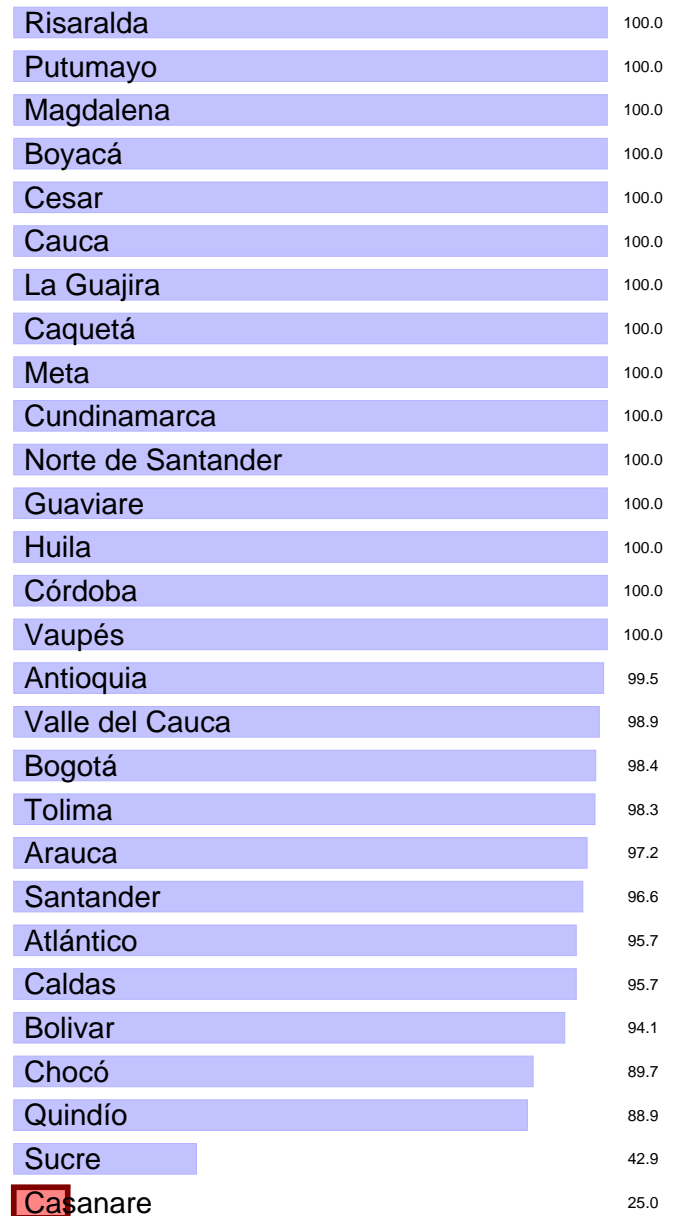 Risaralda 100.0
Putumayo 100.0
Magdalena 100.0
Boyacá 100.0
Cesar 100.0
Cauca 100.0
La Guajira 100.0
Caquetá 100.0
Meta 100.0
Cundinamarca 100.0
Norte de Santander 100.0
Guaviare 100.0
Huila 100.0
Córdoba 100.0
Vaupés 100.0
Antioquia 99.5
Valle del Cauca 98.9
Bogotá 98.4
Tolima 98.3
Arauca 97.2
Santander 96.6
Atlántico 95.7
Caldas 95.7
Bolivar 94.1
Chocó 89.7
Quindío 88.9
Sucre 42.9
Casanare 25.0